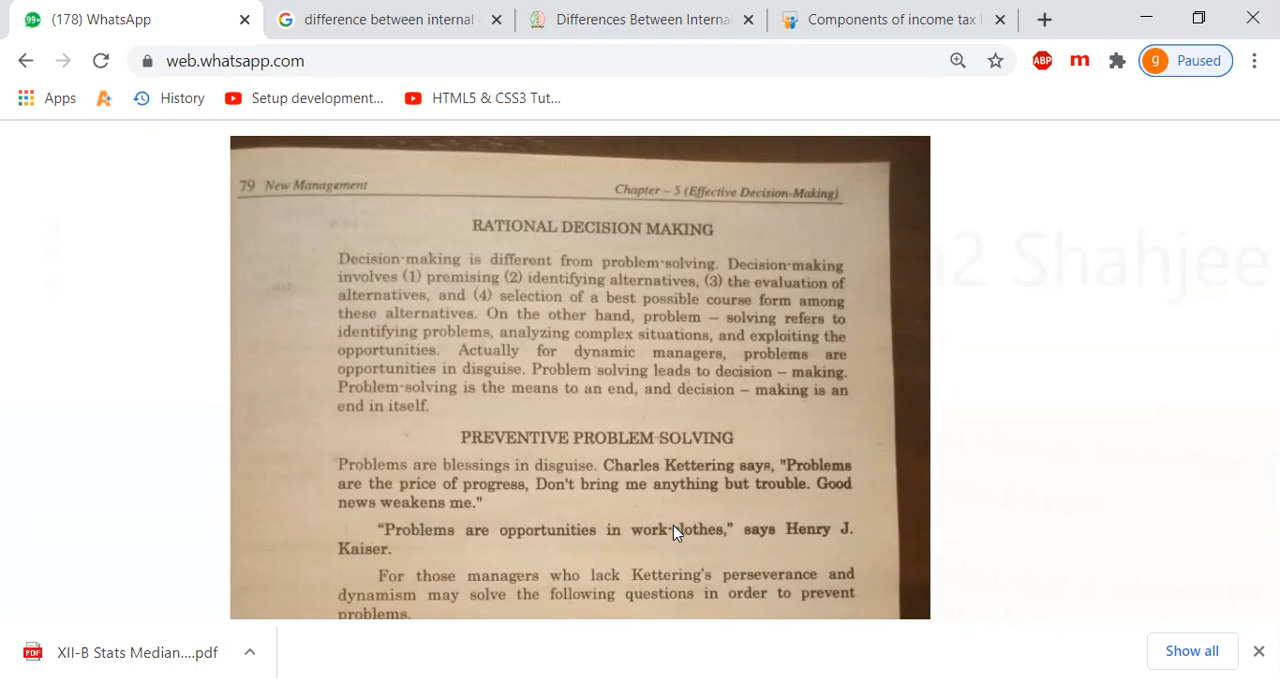 99+ (178) WhatsApp
difference between internal
Differences Between Interna
Components of income tax
web.whatsapp.com
ABP
m
g Paused
Apps
History
Setup development...
HTML5 & CSS3 Tut...
79 New Management
Chapter – 5 (Effective Decision-Making)
RATIONAL DECISION MAKING
Decision-making is different from problem-solving. Decision-making
involves (1) premising (2) identifying alternatives, (3) the evaluation of
alternatives, and (4) selection of a best possible course form among
these alternatives. On the other hand, problem – solving refers to
identifying problems, analyzing complex situations, and exploiting the
opportunities. Actually for dynamic managers, problems are
opportunities in disguise. Problem solving leads to decision – making.
Problem-solving is the means to an end, and decision – making is an
end in itself.
PREVENTIVE PROBLEM-SOLVING
Problems are blessings in disguise. Charles Kettering says, "Problems
are the price of progress, Don't bring me anything but trouble. Good
news weakens me."
"Problems are opportunities in work-clothes," says Henry J.
Kaiser.
For those managers who lack Kettering's perseverance and
dynamism may solve the following questions in order to prevent
problems.
Shahjee
PDF XII-B Stats Median....pdf
Show all